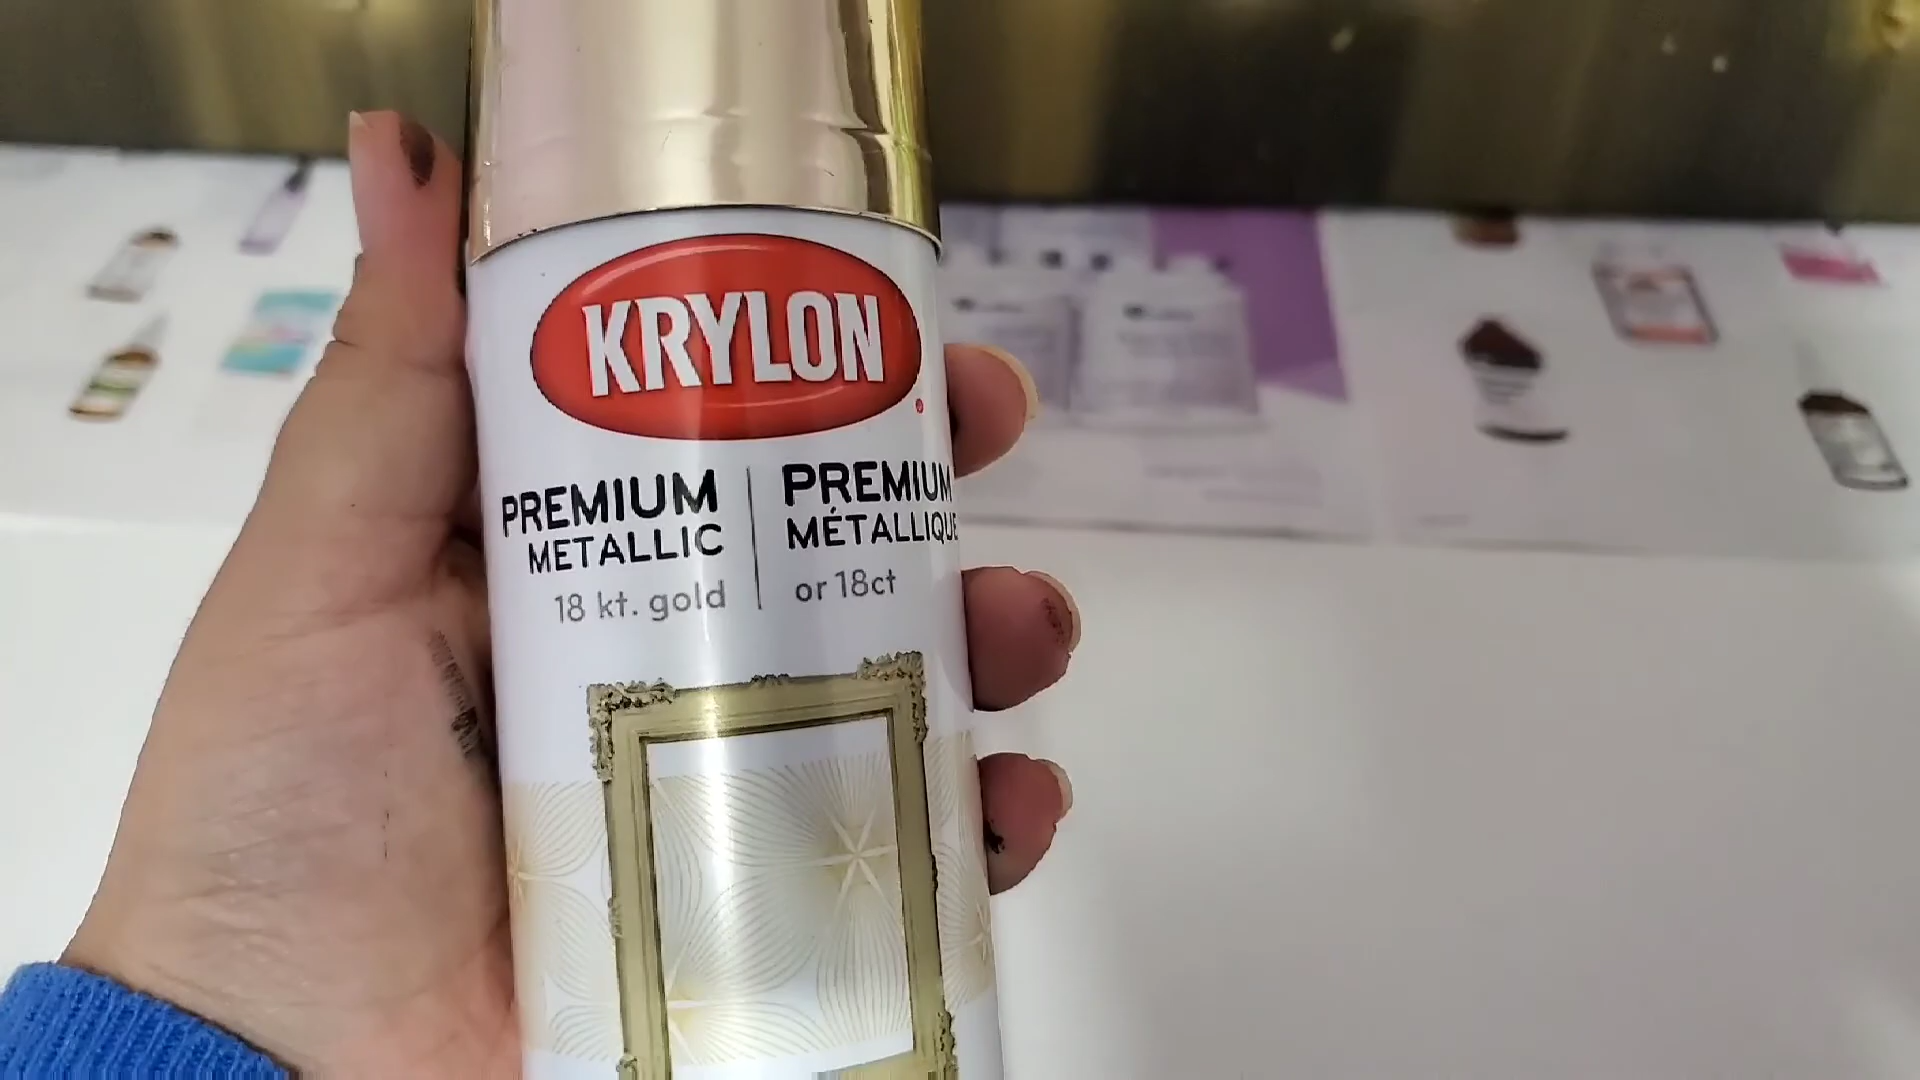 KRYLON
PREMIUM
METALLIC
18 kt. gold
PREMIUM
MÉTALLIQUE
or 18ct